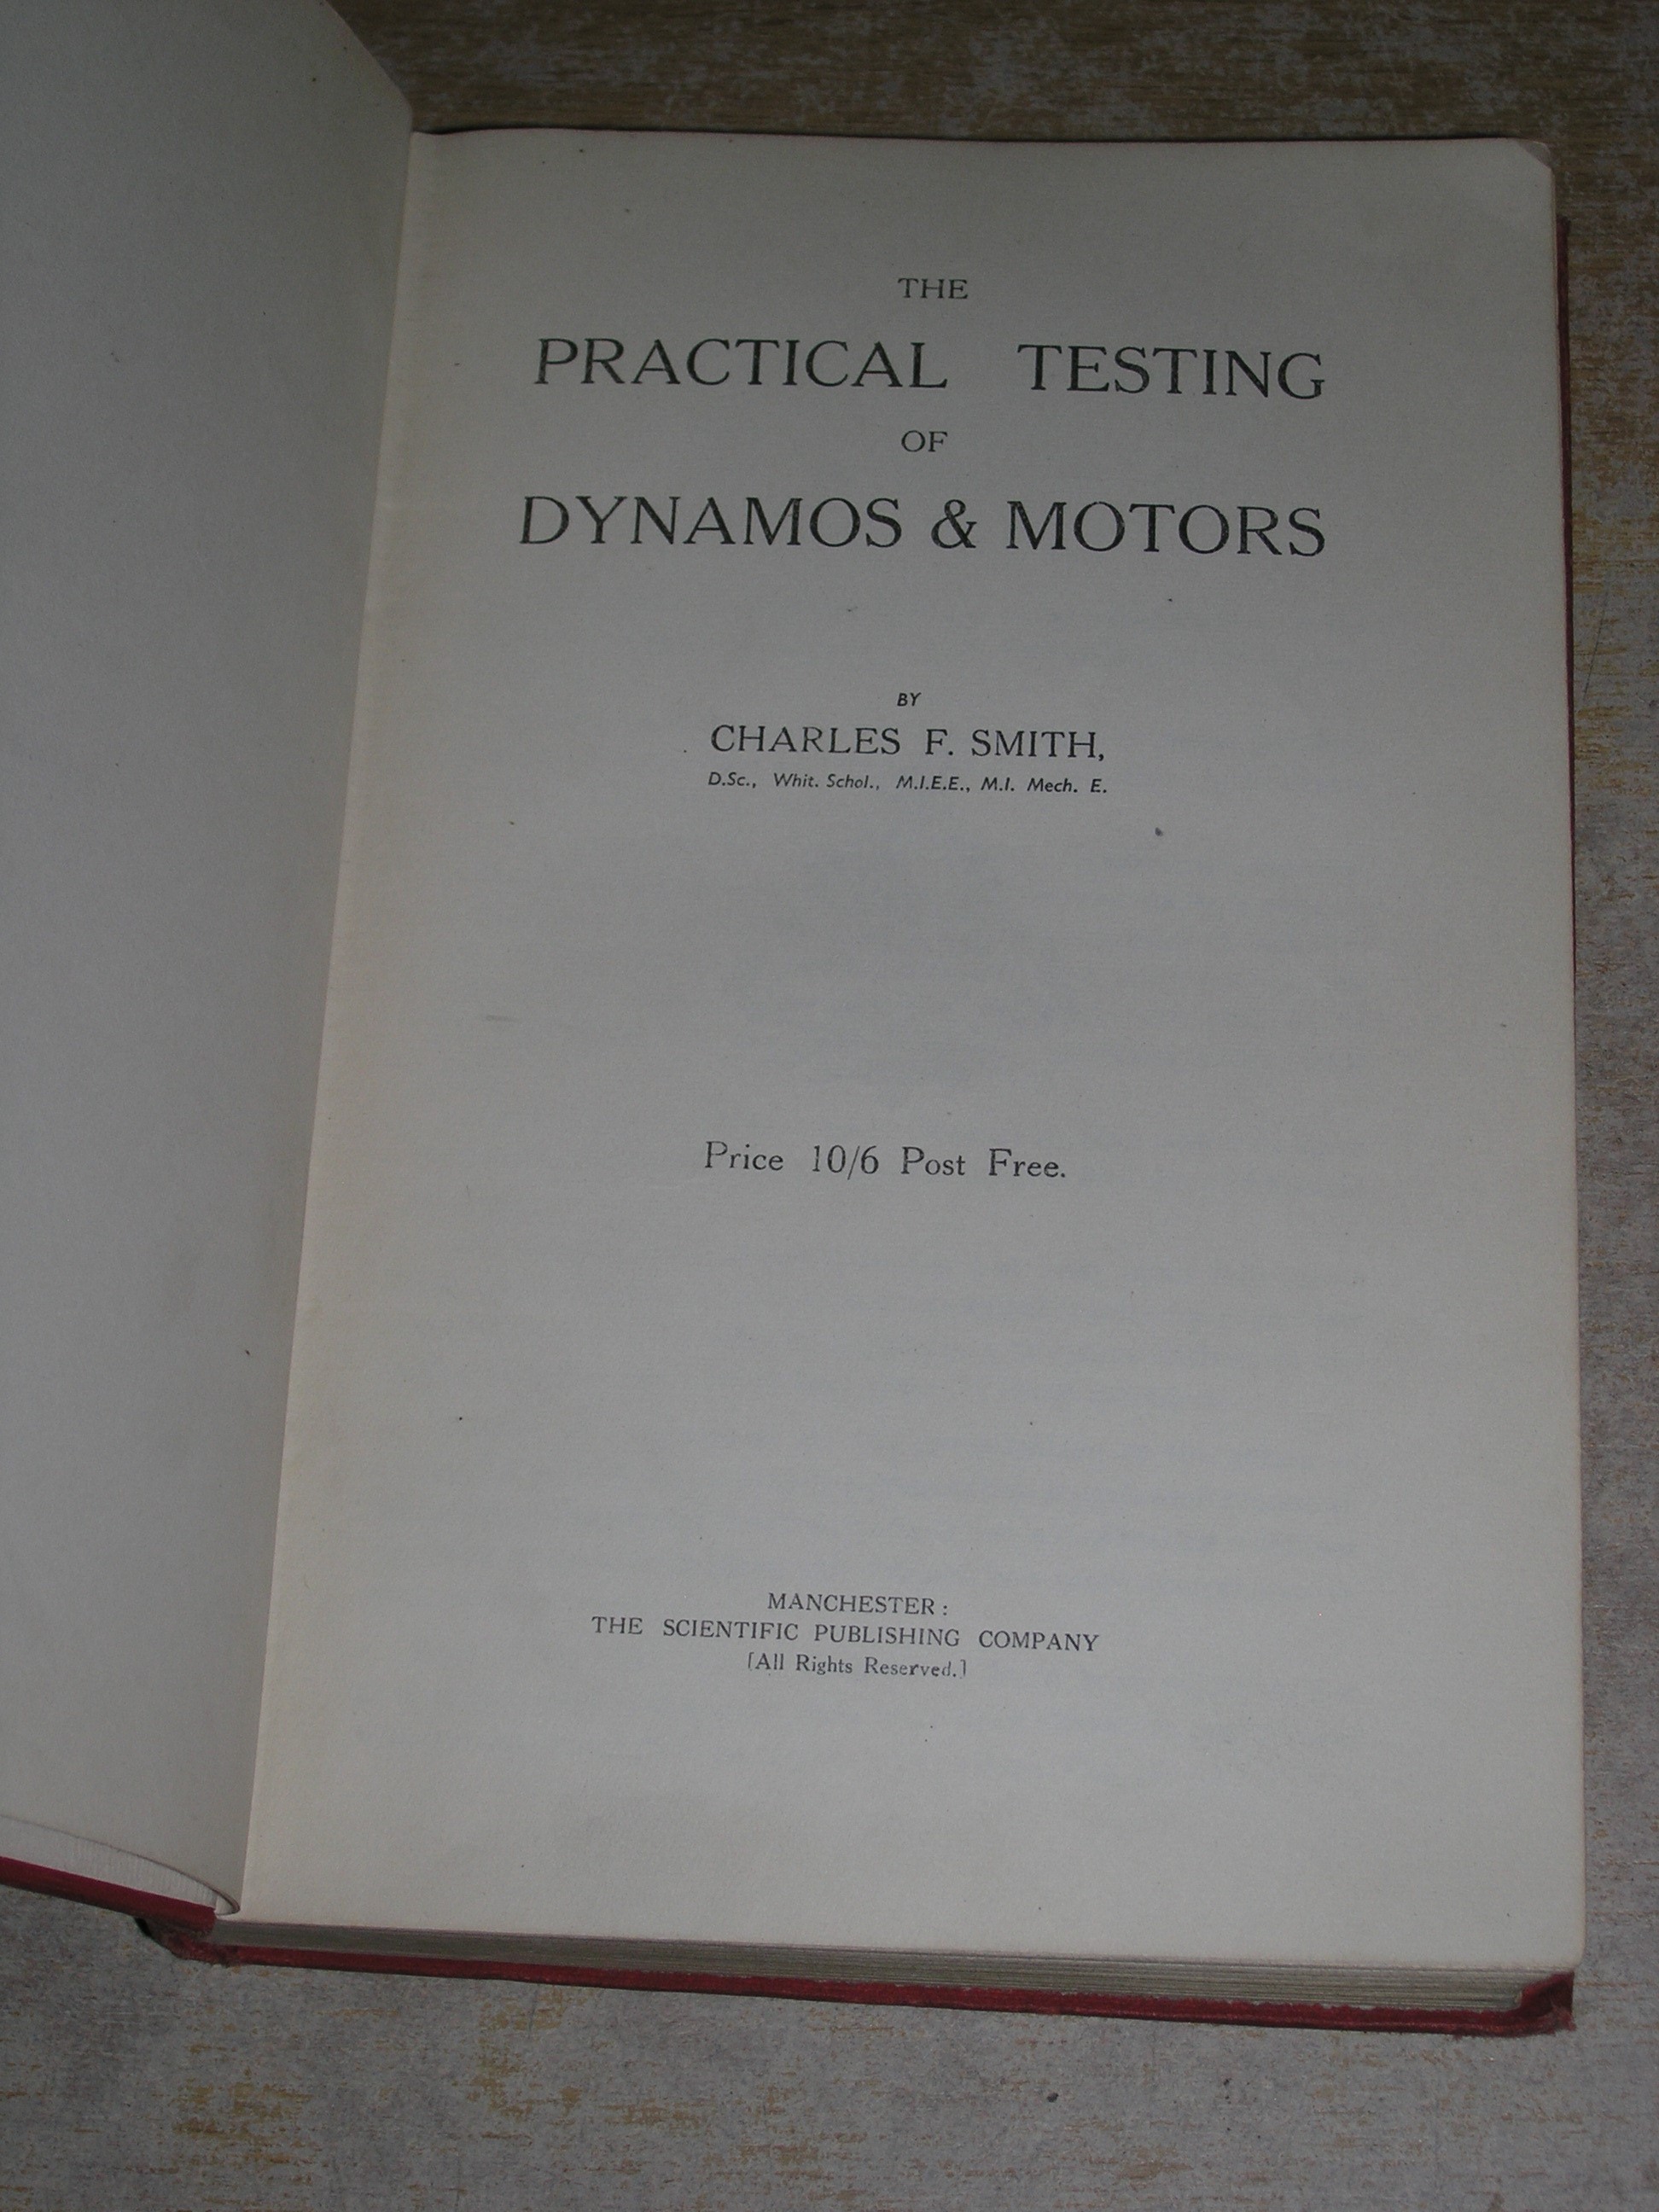 THE
PRACTICAL TESTING
OF
DYNAMOS & MOTORS
BY
CHARLES F. SMITH,
D.Sc., Whit. Schol., M.I.E.E., M.I. Mech. E.
Price 10/6 Post Free.
MANCHESTER:
THE SCIENTIFIC PUBLISHING COMPANY
[All Rights Reserved.]